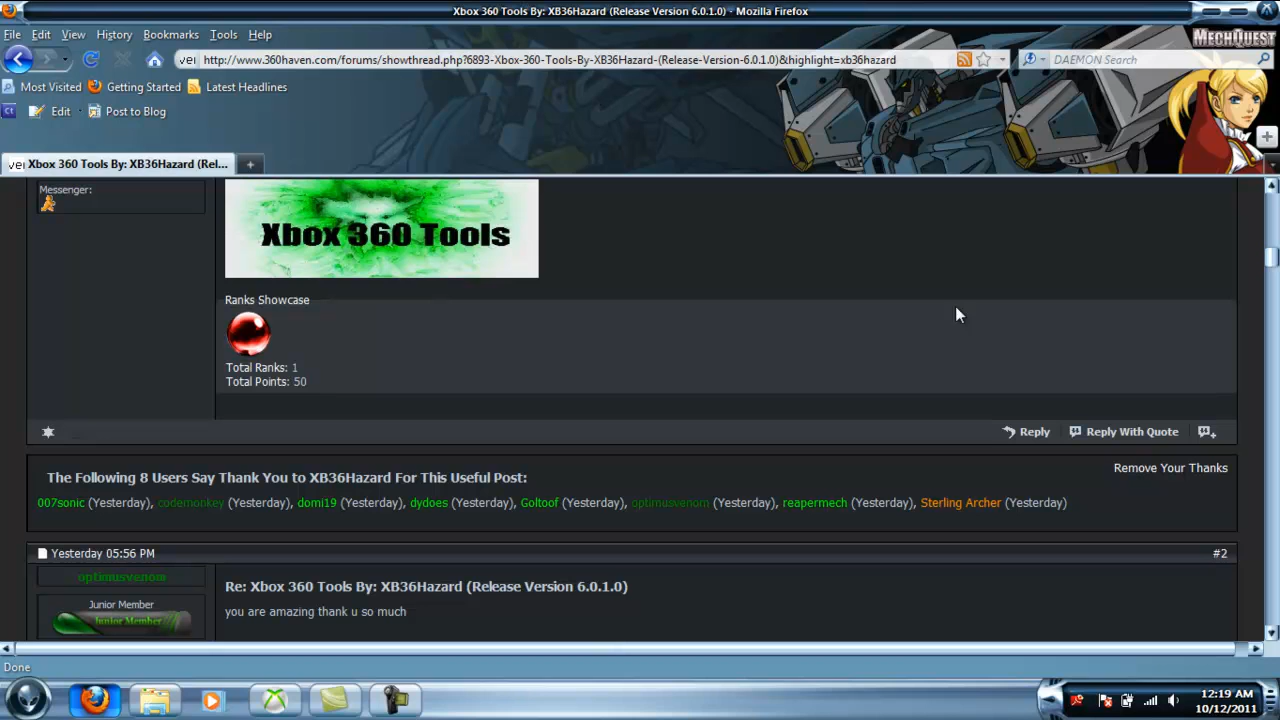 Xbox 360 Tools By: XB36Hazard (Release Version 6.0.1.0) - Mozilla Firefox
File Edit View History Bookmarks Tools Help
MechQuest
http://www.360haven.com/forums/showthread.php?6893-Xbox-360-Tools-By-XB36Hazard-(Release-Version-6.0.1.0)&highlight=xb36hazard
DAEMON Search
Most Visited Getting Started Latest Headlines
Edit Post to Blog
Xbox 360 Tools By: XB36Hazard (Rel...
Messenger:
Xbox 360 Tools
Ranks Showcase
Total Ranks: 1
Total Points: 50
Reply Reply With Quote
Remove Your Thanks
The Following 8 Users Say Thank You to XB36Hazard For This Useful Post:
007sonic (Yesterday), codemonkey (Yesterday), domi19 (Yesterday), dydoes (Yesterday), Goltoof (Yesterday), optimusvenom (Yesterday), reapermech (Yesterday), Sterling Archer (Yesterday)
Yesterday 05:56 PM #2
optimusvenom
Junior Member
Junior Member
Re: Xbox 360 Tools By: XB36Hazard (Release Version 6.0.1.0)
you are amazing thank u so much
Done
12:19 AM
10/12/2011